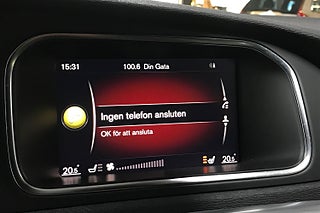 15:31 100.6 Din Gata
Ingen telefon ansluten
OK för att ansluta
20.5° 20.5°